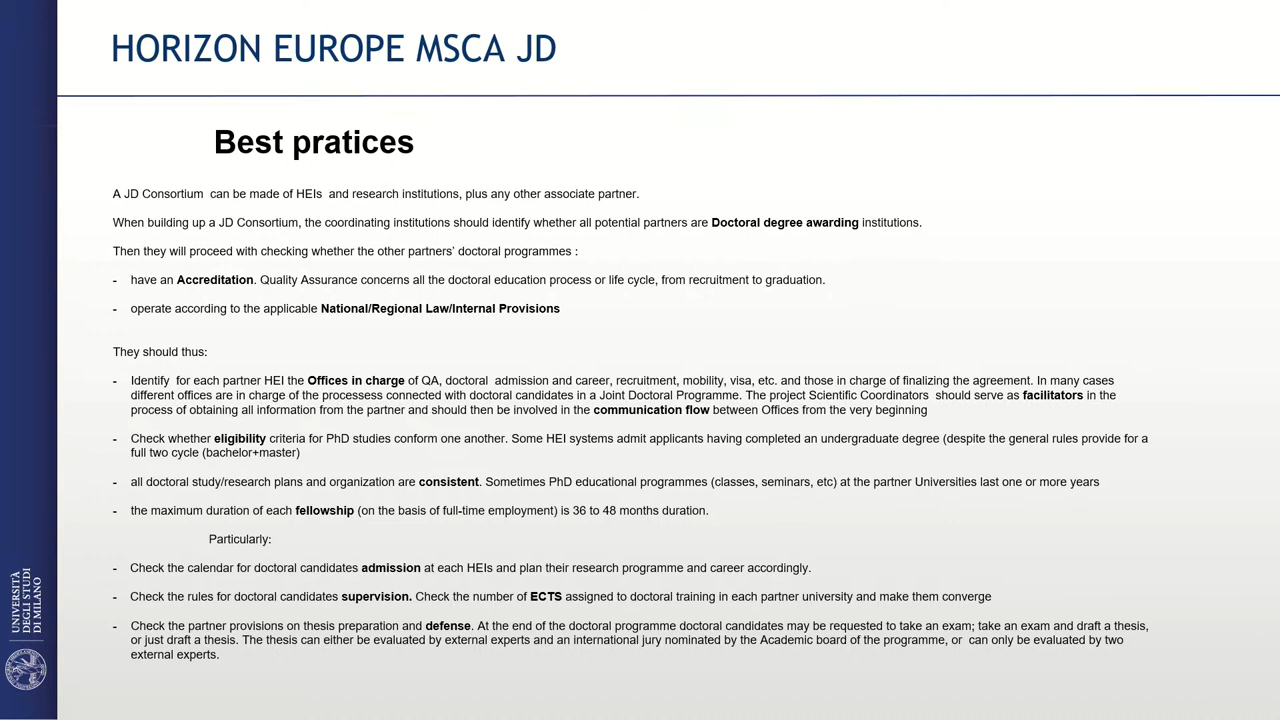 HORIZON EUROPE MSCA JD
Best pratices
A JD Consortium can be made of HEIs and research institutions, plus any other associate partner.
When building up a JD Consortium, the coordinating institutions should identify whether all potential partners are Doctoral degree awarding institutions.
Then they will proceed with checking whether the other partners' doctoral programmes :
- have an Accreditation. Quality Assurance concerns all the doctoral education process or life cycle, from recruitment to graduation.
- operate according to the applicable National/Regional Law/Internal Provisions
They should thus:
- Identify for each partner HEI the Offices in charge of QA, doctoral admission and career, recruitment, mobility, visa, etc. and those in charge of finalizing the agreement. In many cases
different offices are in charge of the processess connected with doctoral candidates in a Joint Doctoral Programme. The project Scientific Coordinators should serve as facilitators in the
process of obtaining all information from the partner and should then be involved in the communication flow between Offices from the very beginning
- Check whether eligibility criteria for PhD studies conform one another. Some HEI systems admit applicants having completed an undergraduate degree (despite the general rules provide for a
full two cycle (bachelor+master)
- all doctoral study/research plans and organization are consistent. Sometimes PhD educational programmes (classes, seminars, etc) at the partner Universities last one or more years
- the maximum duration of each fellowship (on the basis of full-time employment) is 36 to 48 months duration.
Particularly:
- Check the calendar for doctoral candidates admission at each HEIs and plan their research programme and career accordingly.
- Check the rules for doctoral candidates supervision. Check the number of ECTS assigned to doctoral training in each partner university and make them converge
- Check the partner provisions on thesis preparation and defense. At the end of the doctoral programme doctoral candidates may be requested to take an exam; take an exam and draft a thesis,
or just draft a thesis. The thesis can either be evaluated by external experts and an international jury nominated by the Academic board of the programme, or can only be evaluated by two
external experts.
UNIVERSITÀ
DEGLI STUDI
DI MILANO